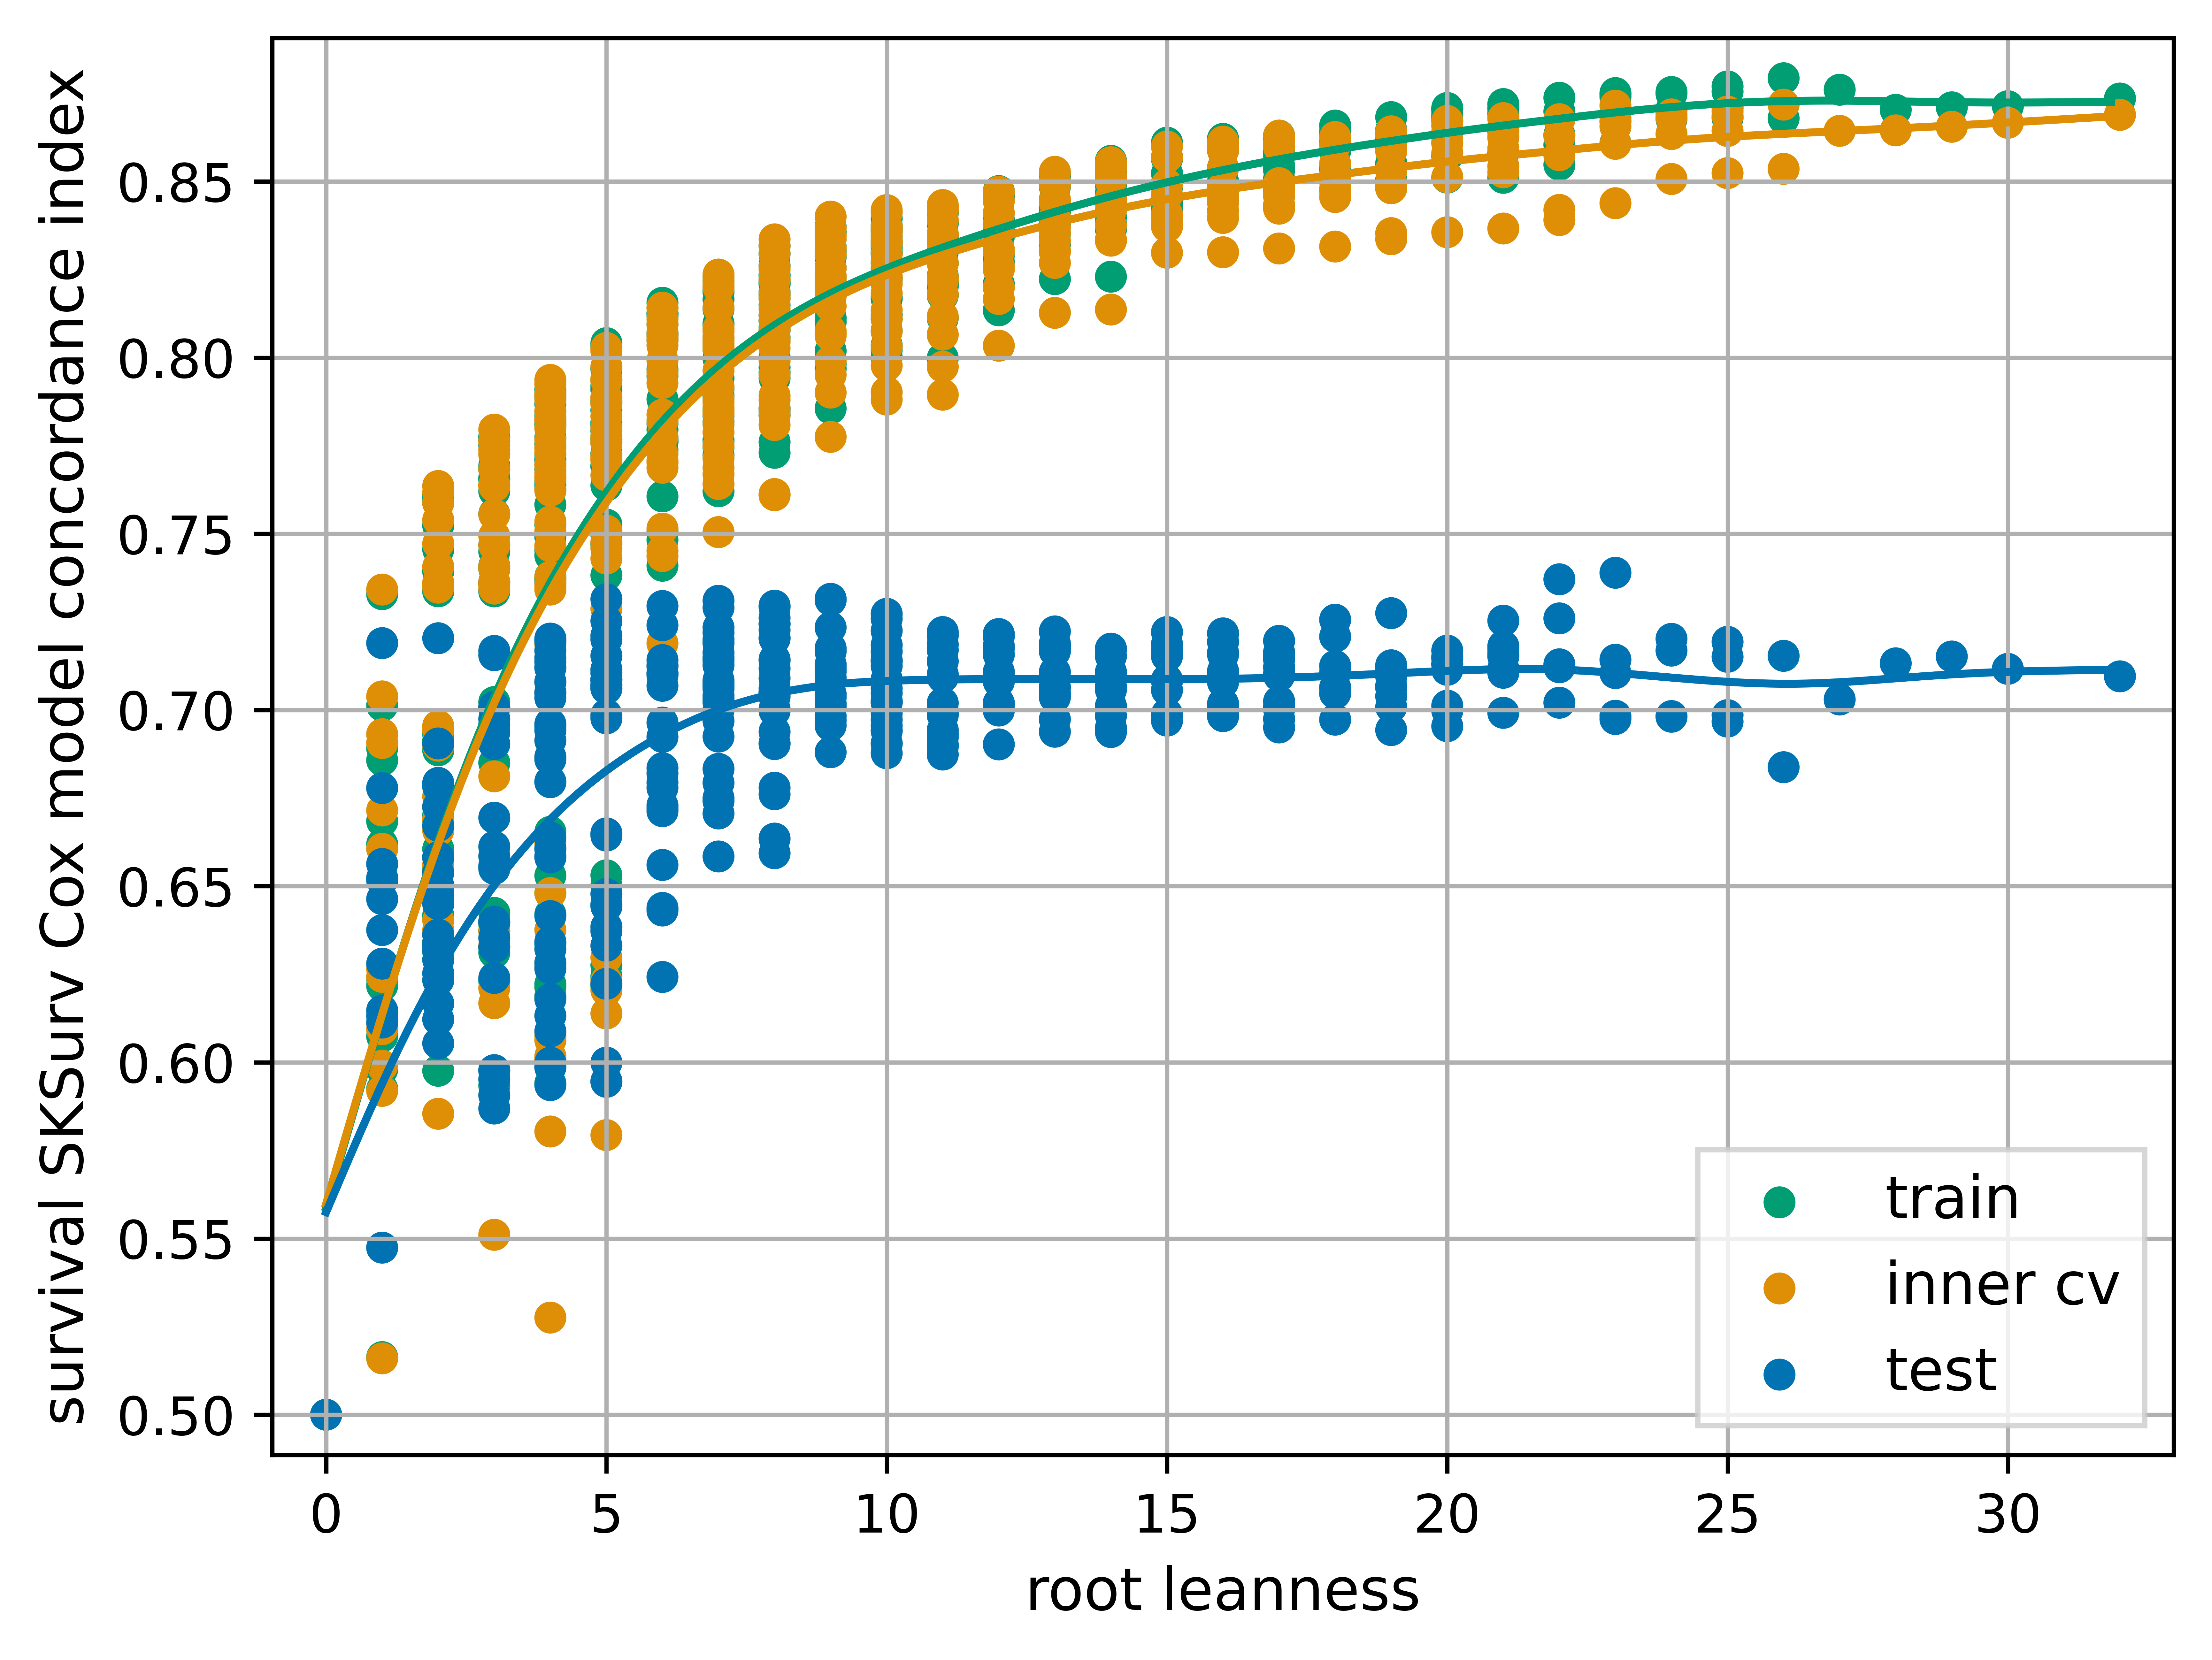 survival SKSurv Cox model concordance index
0.85
0.80
0.75
0.70
0.65
0.60
0.55
0.50
train
inner cv
test
0 5 10 15 20 25 30
root leanness